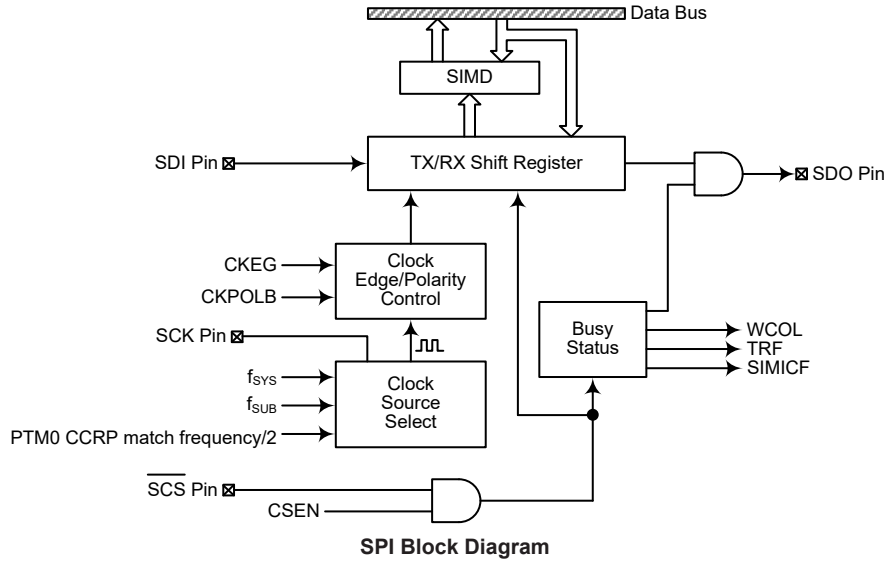 Data Bus
SIMD
SDI Pin
TX/RX Shift Register
SDO Pin
CKEG
CKPOLB
Clock
Edge/Polarity
Control
SCK Pin
Busy
Status
WCOL
TRF
SIMICF
fSYS
fSUB
PTM0 CCRP match frequency/2
Clock
Source
Select
SCS Pin
CSEN
SPI Block Diagram